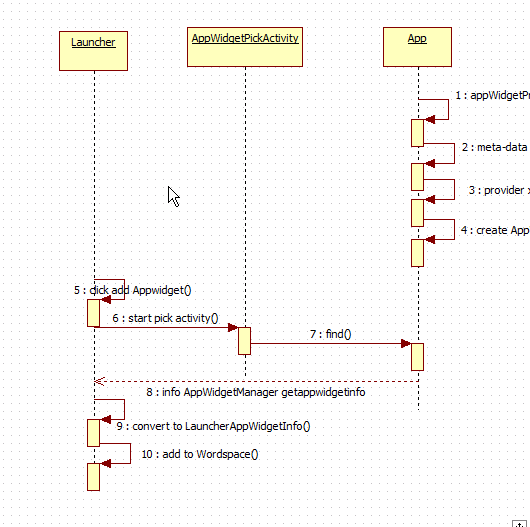 Launcher
AppWidgetPickActivity
App
1 : appWidgetPr
2 : meta-data
3 : provider x
4 : create App
5 : click add Appwidget()
6 : start pick activity()
7 : find()
8 : info AppWidgetManager getappwidgetinfo
9 : convert to LauncherAppWidgetInfo()
10 : add to Wordspace()